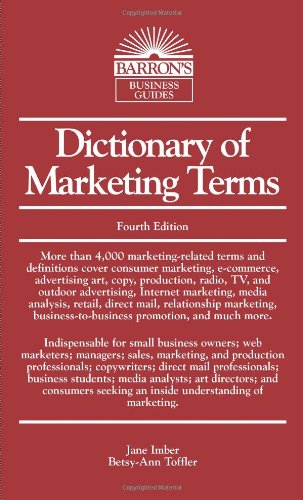 BARRON'S
BUSINESS
GUIDES
Dictionary of
Marketing Terms
Fourth Edition
More than 4,000 marketing-related terms and
definitions cover consumer marketing, e-commerce,
advertising art, copy, production, radio, TV, and
outdoor advertising, Internet marketing, media
analysis, retail, direct mail, relationship marketing,
business-to-business promotion, and much more.
Indispensable for small business owners; web
marketers; managers; sales, marketing, and production
professionals; copywriters; direct mail professionals;
business students; media analysts; art directors; and
consumers seeking an inside understanding of
marketing.
Jane Imber
Betsy-Ann Toffler
Copyrighted Material
Copyrighted Material